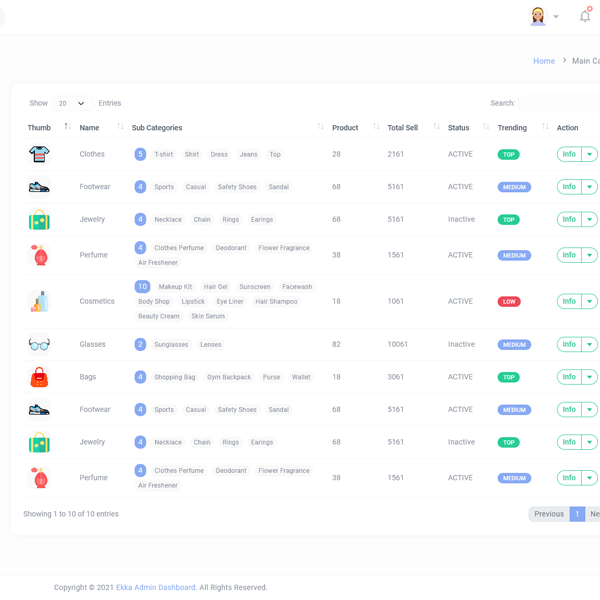 Home > Main Ca
Show 20 Entries Search:
Thumb Name Sub Categories Product Total Sell Status Trending Action
Clothes 5 T-shirt Shirt Dress Jeans Top 28 2161 ACTIVE TOP Info
Footwear 4 Sports Casual Safety Shoes Sandal 68 5161 ACTIVE MEDIUM Info
Jewelry 4 Necklace Chain Rings Earings 68 5161 Inactive TOP Info
Perfume 4 Clothes Perfume Deodorant Flower Fragrance 38 1561 ACTIVE MEDIUM Info
Air Freshener
10 Makeup Kit Hair Gel Sunscreen Facewash
Cosmetics Body Shop Lipstick Eye Liner Hair Shampoo 18 1061 ACTIVE LOW Info
Beauty Cream Skin Serum
Glasses 2 Sunglasses Lenses 82 10061 Inactive MEDIUM Info
Bags 4 Shopping Bag Gym Backpack Purse Wallet 18 3061 ACTIVE TOP Info
Footwear 4 Sports Casual Safety Shoes Sandal 68 5161 ACTIVE MEDIUM Info
Jewelry 4 Necklace Chain Rings Earings 68 5161 Inactive TOP Info
Perfume 4 Clothes Perfume Deodorant Flower Fragrance 38 1561 ACTIVE MEDIUM Info
Air Freshener
Showing 1 to 10 of 10 entries Previous 1 Ne
Copyright © 2021 Ekka Admin Dashboard. All Rights Reserved.